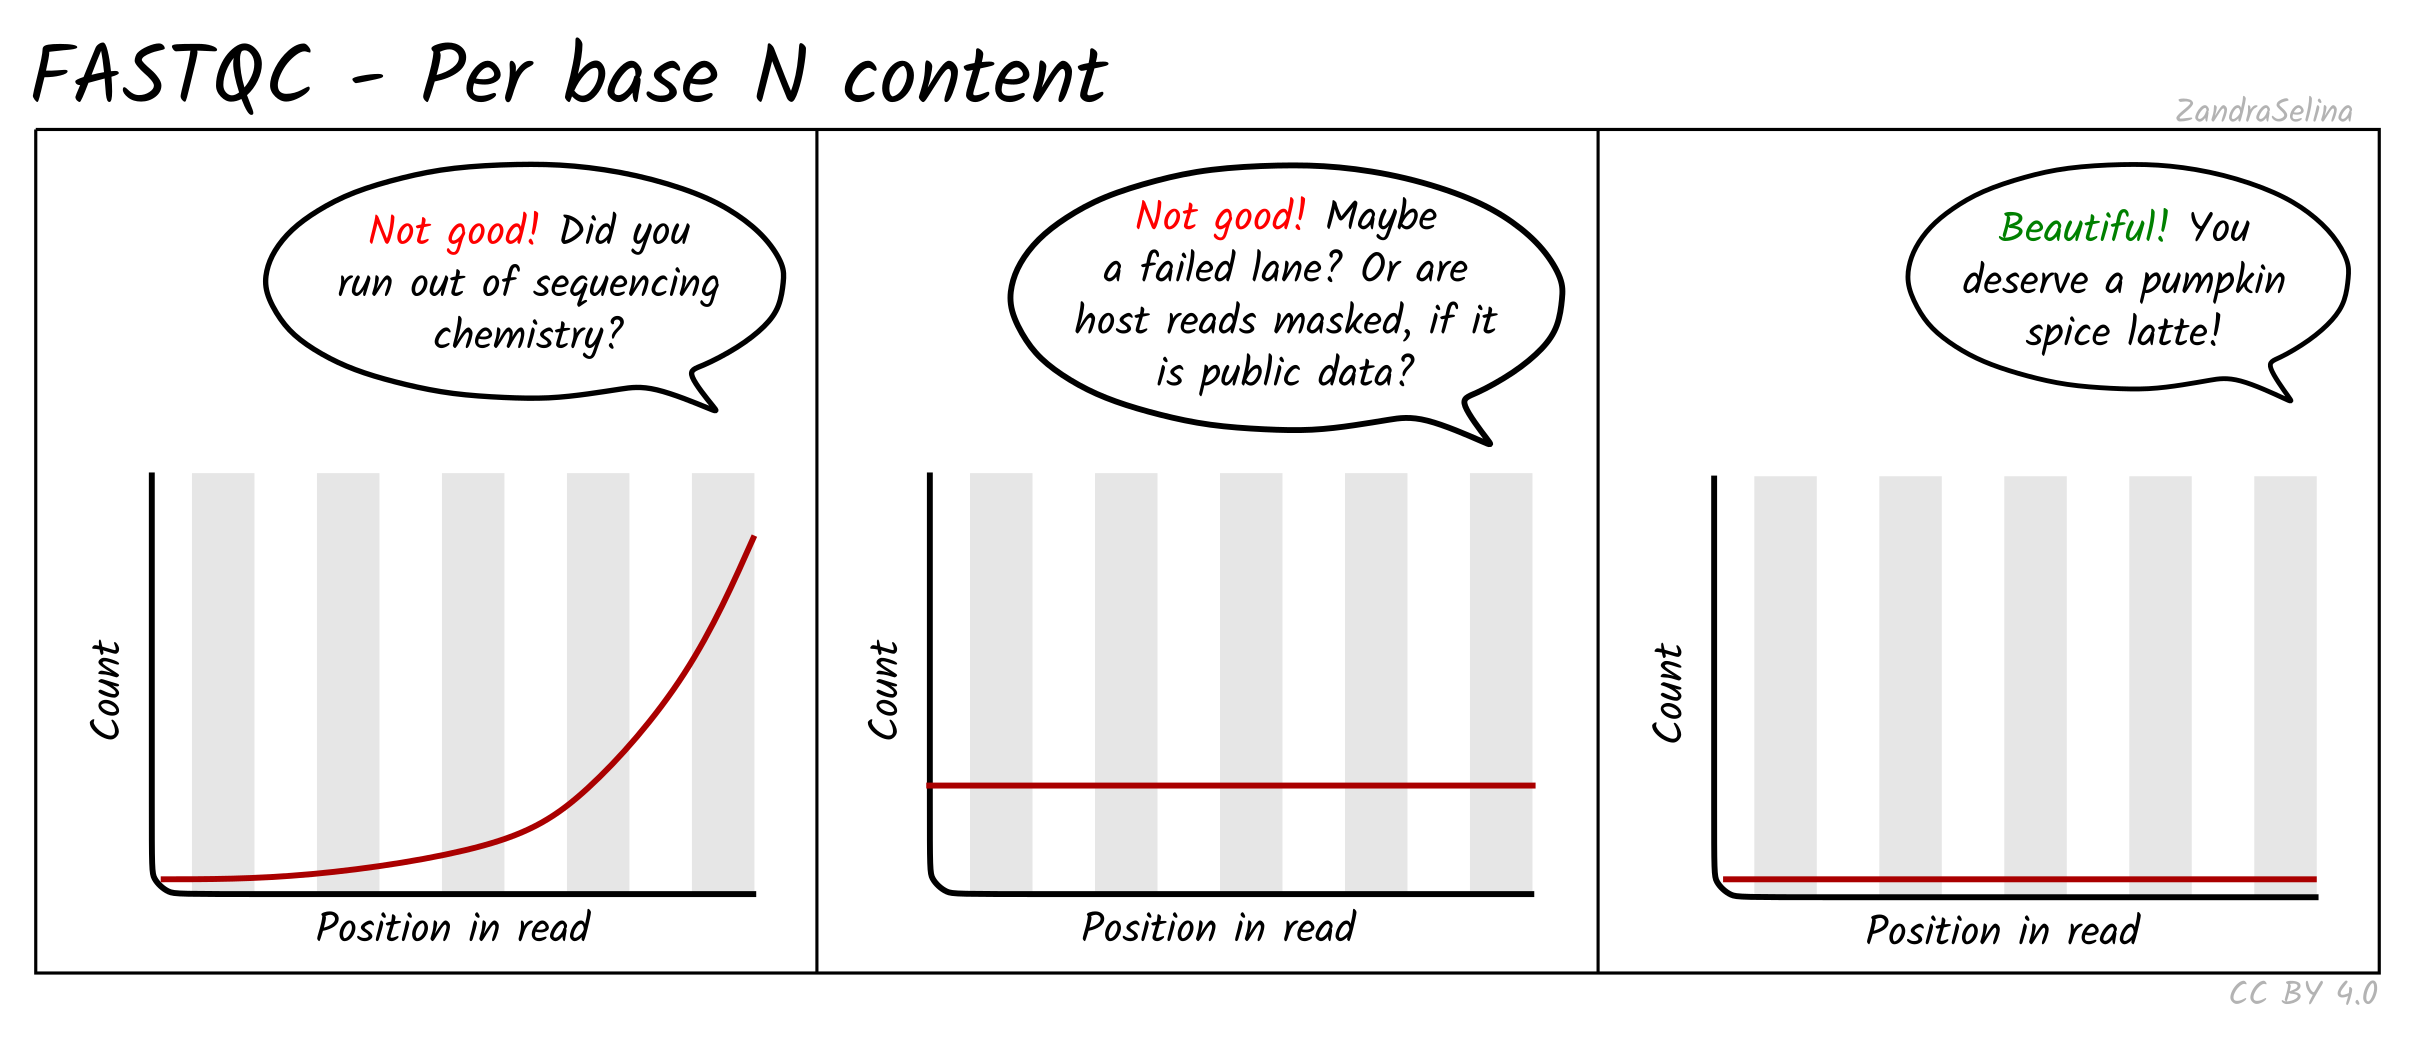 FASTQC - Per base N content
ZandraSelina
Not good! Did you
run out of sequencing
chemistry?
Count
Position in read
Not good! Maybe
a failed lane? Or are
host reads masked, if it
is public data?
Count
Position in read
Beautiful! You
deserve a pumpkin
spice latte!
Count
Position in read
CC BY 4.0